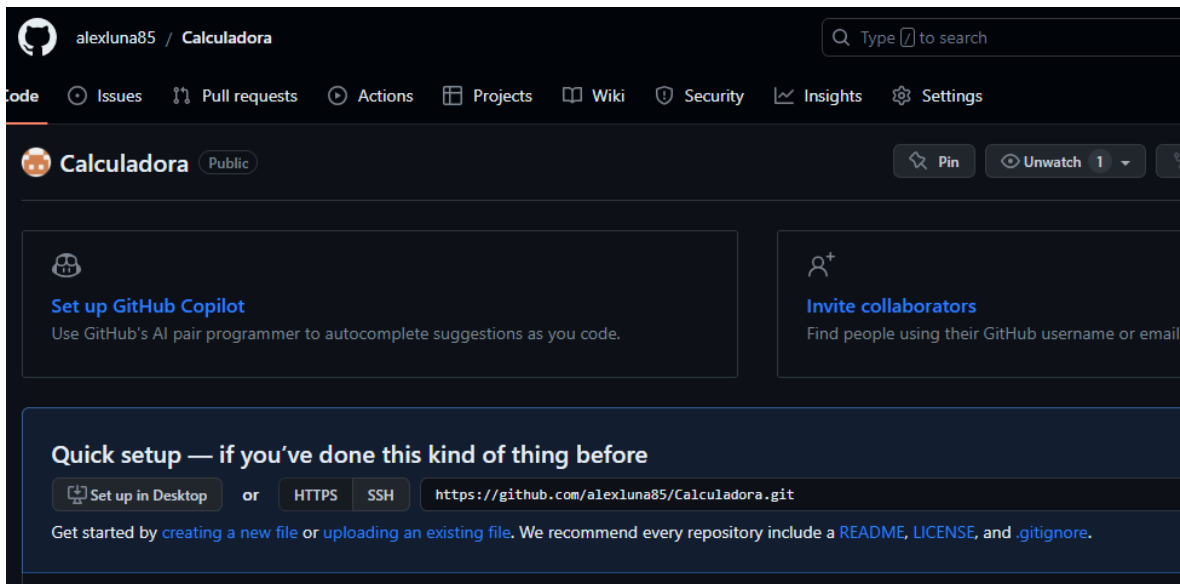 alexluna85 / Calculadora
Type / to search
Code Issues Pull requests Actions Projects Wiki Security Insights Settings
Calculadora Public
Pin Unwatch 1
Set up GitHub Copilot
Use GitHub's AI pair programmer to autocomplete suggestions as you code.
Invite collaborators
Find people using their GitHub username or email
Quick setup — if you’ve done this kind of thing before
Set up in Desktop or HTTPS SSH https://github.com/alexluna85/Calculadora.git
Get started by creating a new file or uploading an existing file. We recommend every repository include a README, LICENSE, and .gitignore.